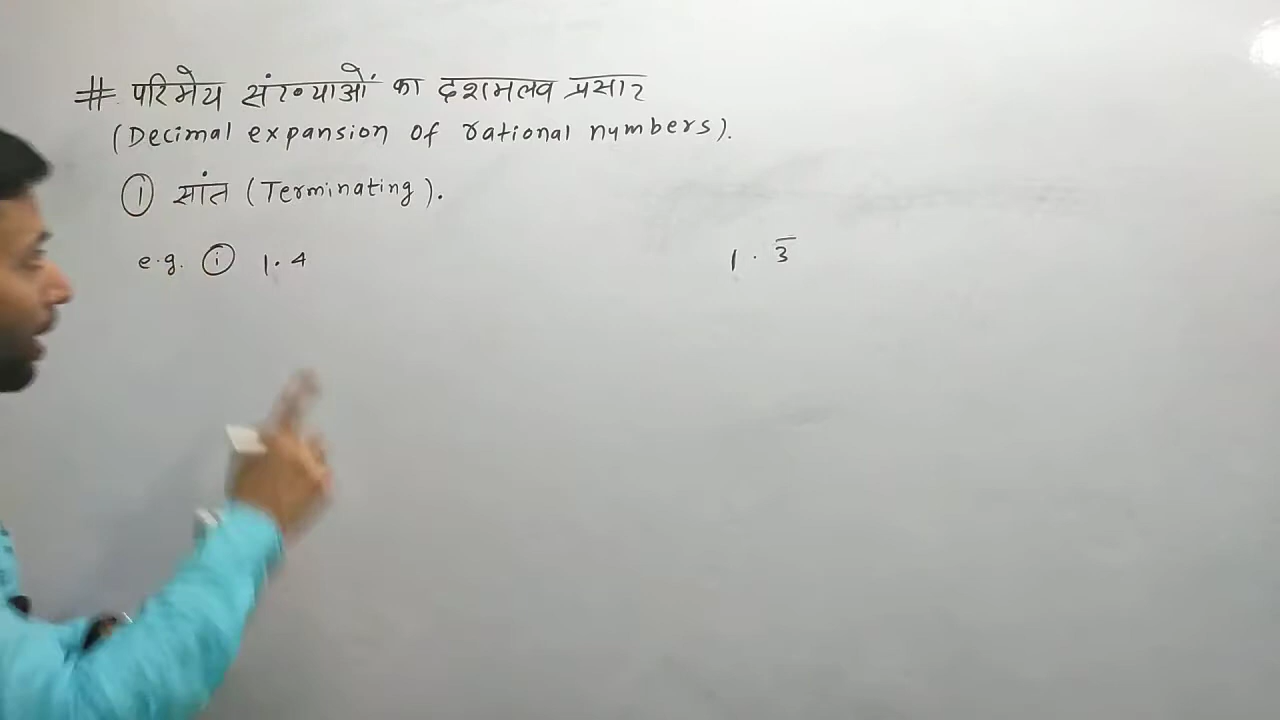 # परिमेय संख्याओं का दशमलव प्रसार
(Decimal expansion of rational numbers).
① सांत (Terminating).
e.g. ⓘ 1.4
1.3̅